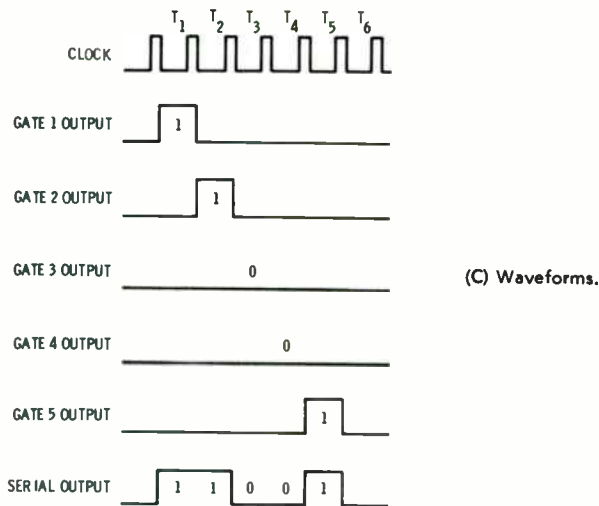 T1 T2 T3 T4 T5 T6
CLOCK
GATE 1 OUTPUT 1
GATE 2 OUTPUT 1
GATE 3 OUTPUT 0
(C) Waveforms.
GATE 4 OUTPUT 0
GATE 5 OUTPUT 1
SERIAL OUTPUT 1 1 0 0 1